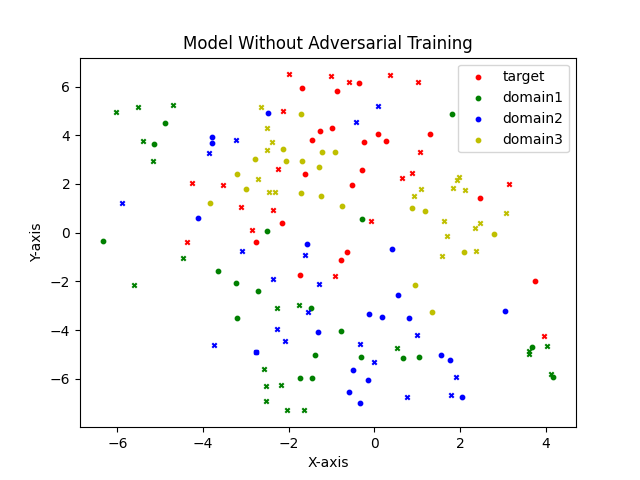 Model Without Adversarial Training
target
domain1
domain2
domain3
6
4
2
0
−2
−4
−6
Y-axis
−6 −4 −2 0 2 4
X-axis